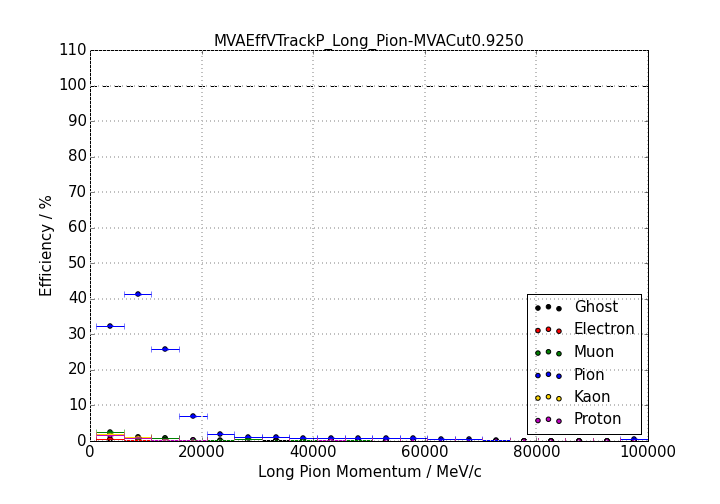 MVAEffVTrackP_Long_Pion-MVACut0.9250
110
100
90
80
70
60
50
40
30
20
10
0
Efficiency / %
Ghost
Electron
Muon
Pion
Kaon
Proton
0 20000 40000 60000 80000 100000
Long Pion Momentum / MeV/c